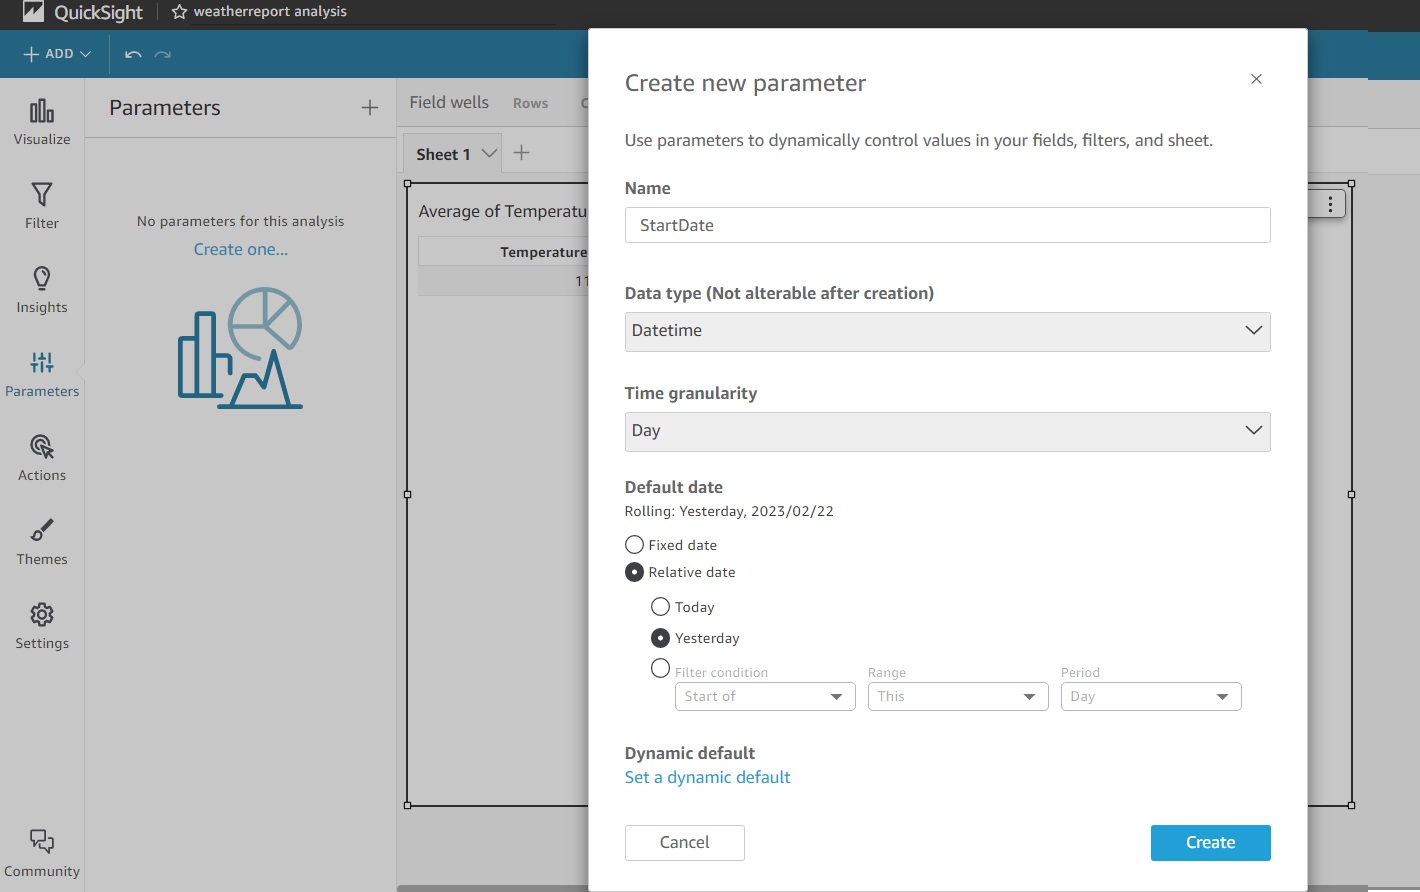 QuickSight weatherreport analysis
ADD
Visualize
Filter
Insights
Parameters
Actions
Themes
Settings
Community
Parameters
No parameters for this analysis
Create one...
Field wells Rows C
Sheet 1
Average of Temperatu
Temperature
11
Create new parameter
Use parameters to dynamically control values in your fields, filters, and sheet.
Name
StartDate
Data type (Not alterable after creation)
Datetime
Time granularity
Day
Default date
Rolling: Yesterday, 2023/02/22
Fixed date
Relative date
Today
Yesterday
Filter condition Range Period
Start of This Day
Dynamic default
Set a dynamic default
Cancel Create